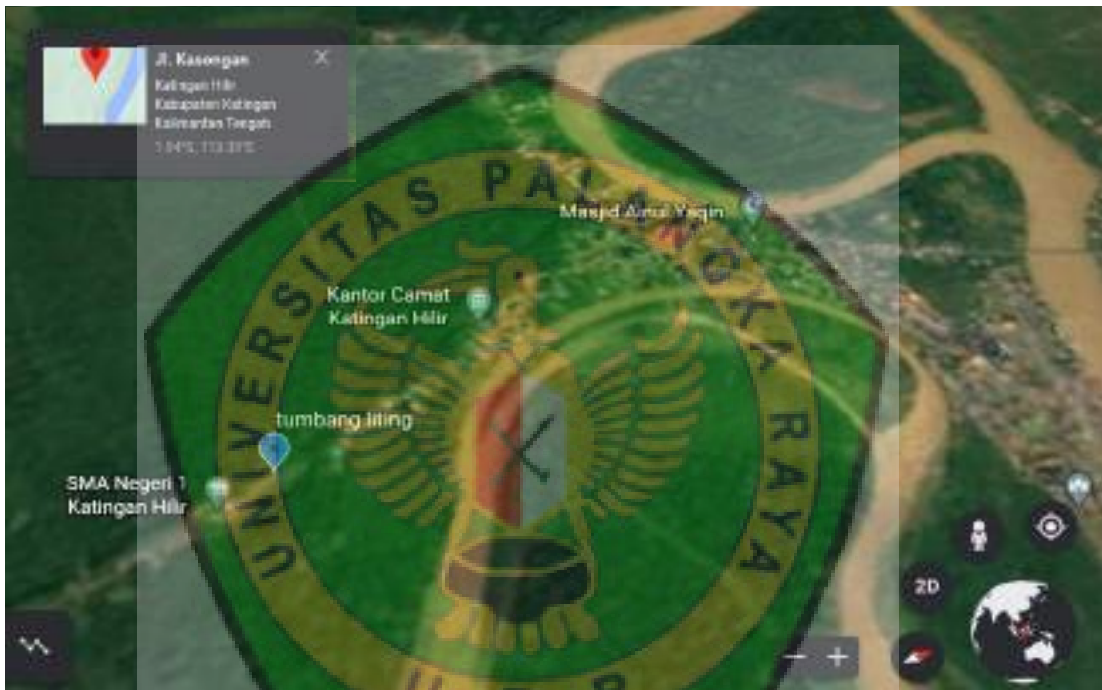 Jl. Kasongan
Katingan Hilir
Kabupaten Katingan
Kalimantan Tengah
UNIVERSITAS PALANGKA RAYA
Masjid Ainul Yaqin
Kantor Camat
Katingan Hilir
tumbang liting
SMA Negeri 1
Katingan Hilir
2D